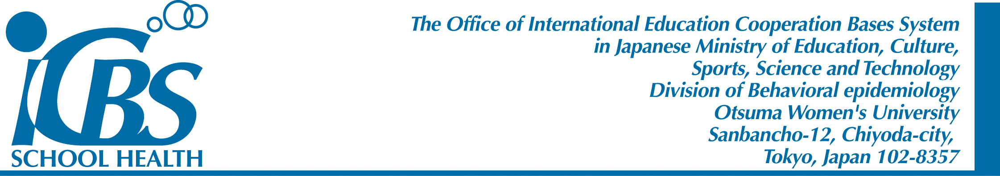 iCBS
SCHOOL HEALTH
The Office of International Education Cooperation Bases System
in Japanese Ministry of Education, Culture,
Sports, Science and Technology
Division of Behavioral epidemiology
Otsuma Women's University
Sanbancho-12, Chiyoda-city,
Tokyo, Japan 102-8357